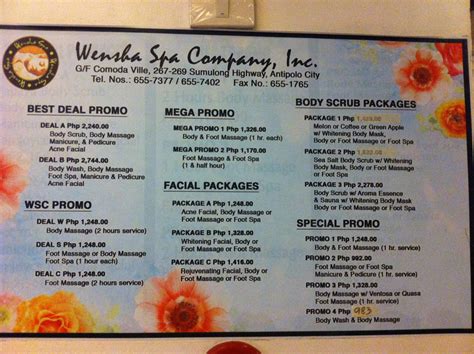 Wensha Spa Company, Inc.
G/F Comoda Ville, 267-269 Sumulong Highway, Antipolo City
Tel. Nos.: 655-7377 / 655-7402 Fax No.: 655-1765
BEST DEAL PROMO
DEAL A Php 2,240.00
Body Scrub, Body Massage
Manicure, & Pedicure
Acne Facial
DEAL B Php 2,744.00
Body Wash, Body Massage
Foot Spa, Manicure & Pedicure
Acne Facial
WSC PROMO
DEAL W Php 1,248.00
Body Massage (2 hours service)
DEAL S Php 1,248.00
Foot Massage or Body Massage
Foot Spa (1 hour each)
DEAL C Php 1,248.00
Foot Massage (2 hours service)
MEGA PROMO
MEGA PROMO 1 Php 1,326.00
Body & Foot Massage (1 hr. each)
MEGA PROMO 2 Php 1,170.00
Foot Massage & Foot Spa
(1 & half hour)
FACIAL PACKAGES
PACKAGE A Php 1,248.00
Acne Facial, Body Massage or
Foot Massage or Foot Spa
PACKAGE B Php 1,248.00
Whitening Facial, Body or
Foot Massage or Foot Spa
PACKAGE C Php 1,416.00
Rejuvenating Facial, Body
or Foot Massage or Foot Spa
BODY SCRUB PACKAGES
PACKAGE 1 Php
Melon or Coffee or Green Apple
w/ Whitening Body Mask,
Body or Foot Massage or Foot Spa
PACKAGE 2 Php
Sea Salt Body Scrub w/ Whitening
Body Mask, Body or Foot Massage
or Foot Spa
PACKAGE 3 Php 2,278.00
Body Scrub w/ Aroma Essence
& Sauna w/ Whitening Body Mask
or Body or Foot Massage or Foot Spa
SPECIAL PROMO
PROMO 1 Php 1,248.00
Body & Foot Massage (1 hr. service)
PROMO 2 Php 992.00
Foot Massage or Foot Spa
Manicure & Pedicure (1 hr. service)
PROMO 3 Php 1,248.00
Body Massage w/ Ventosa or Guasa
Foot Massage (1 hr. service)
PROMO 4 Php 983
Body Wash & Body Massage